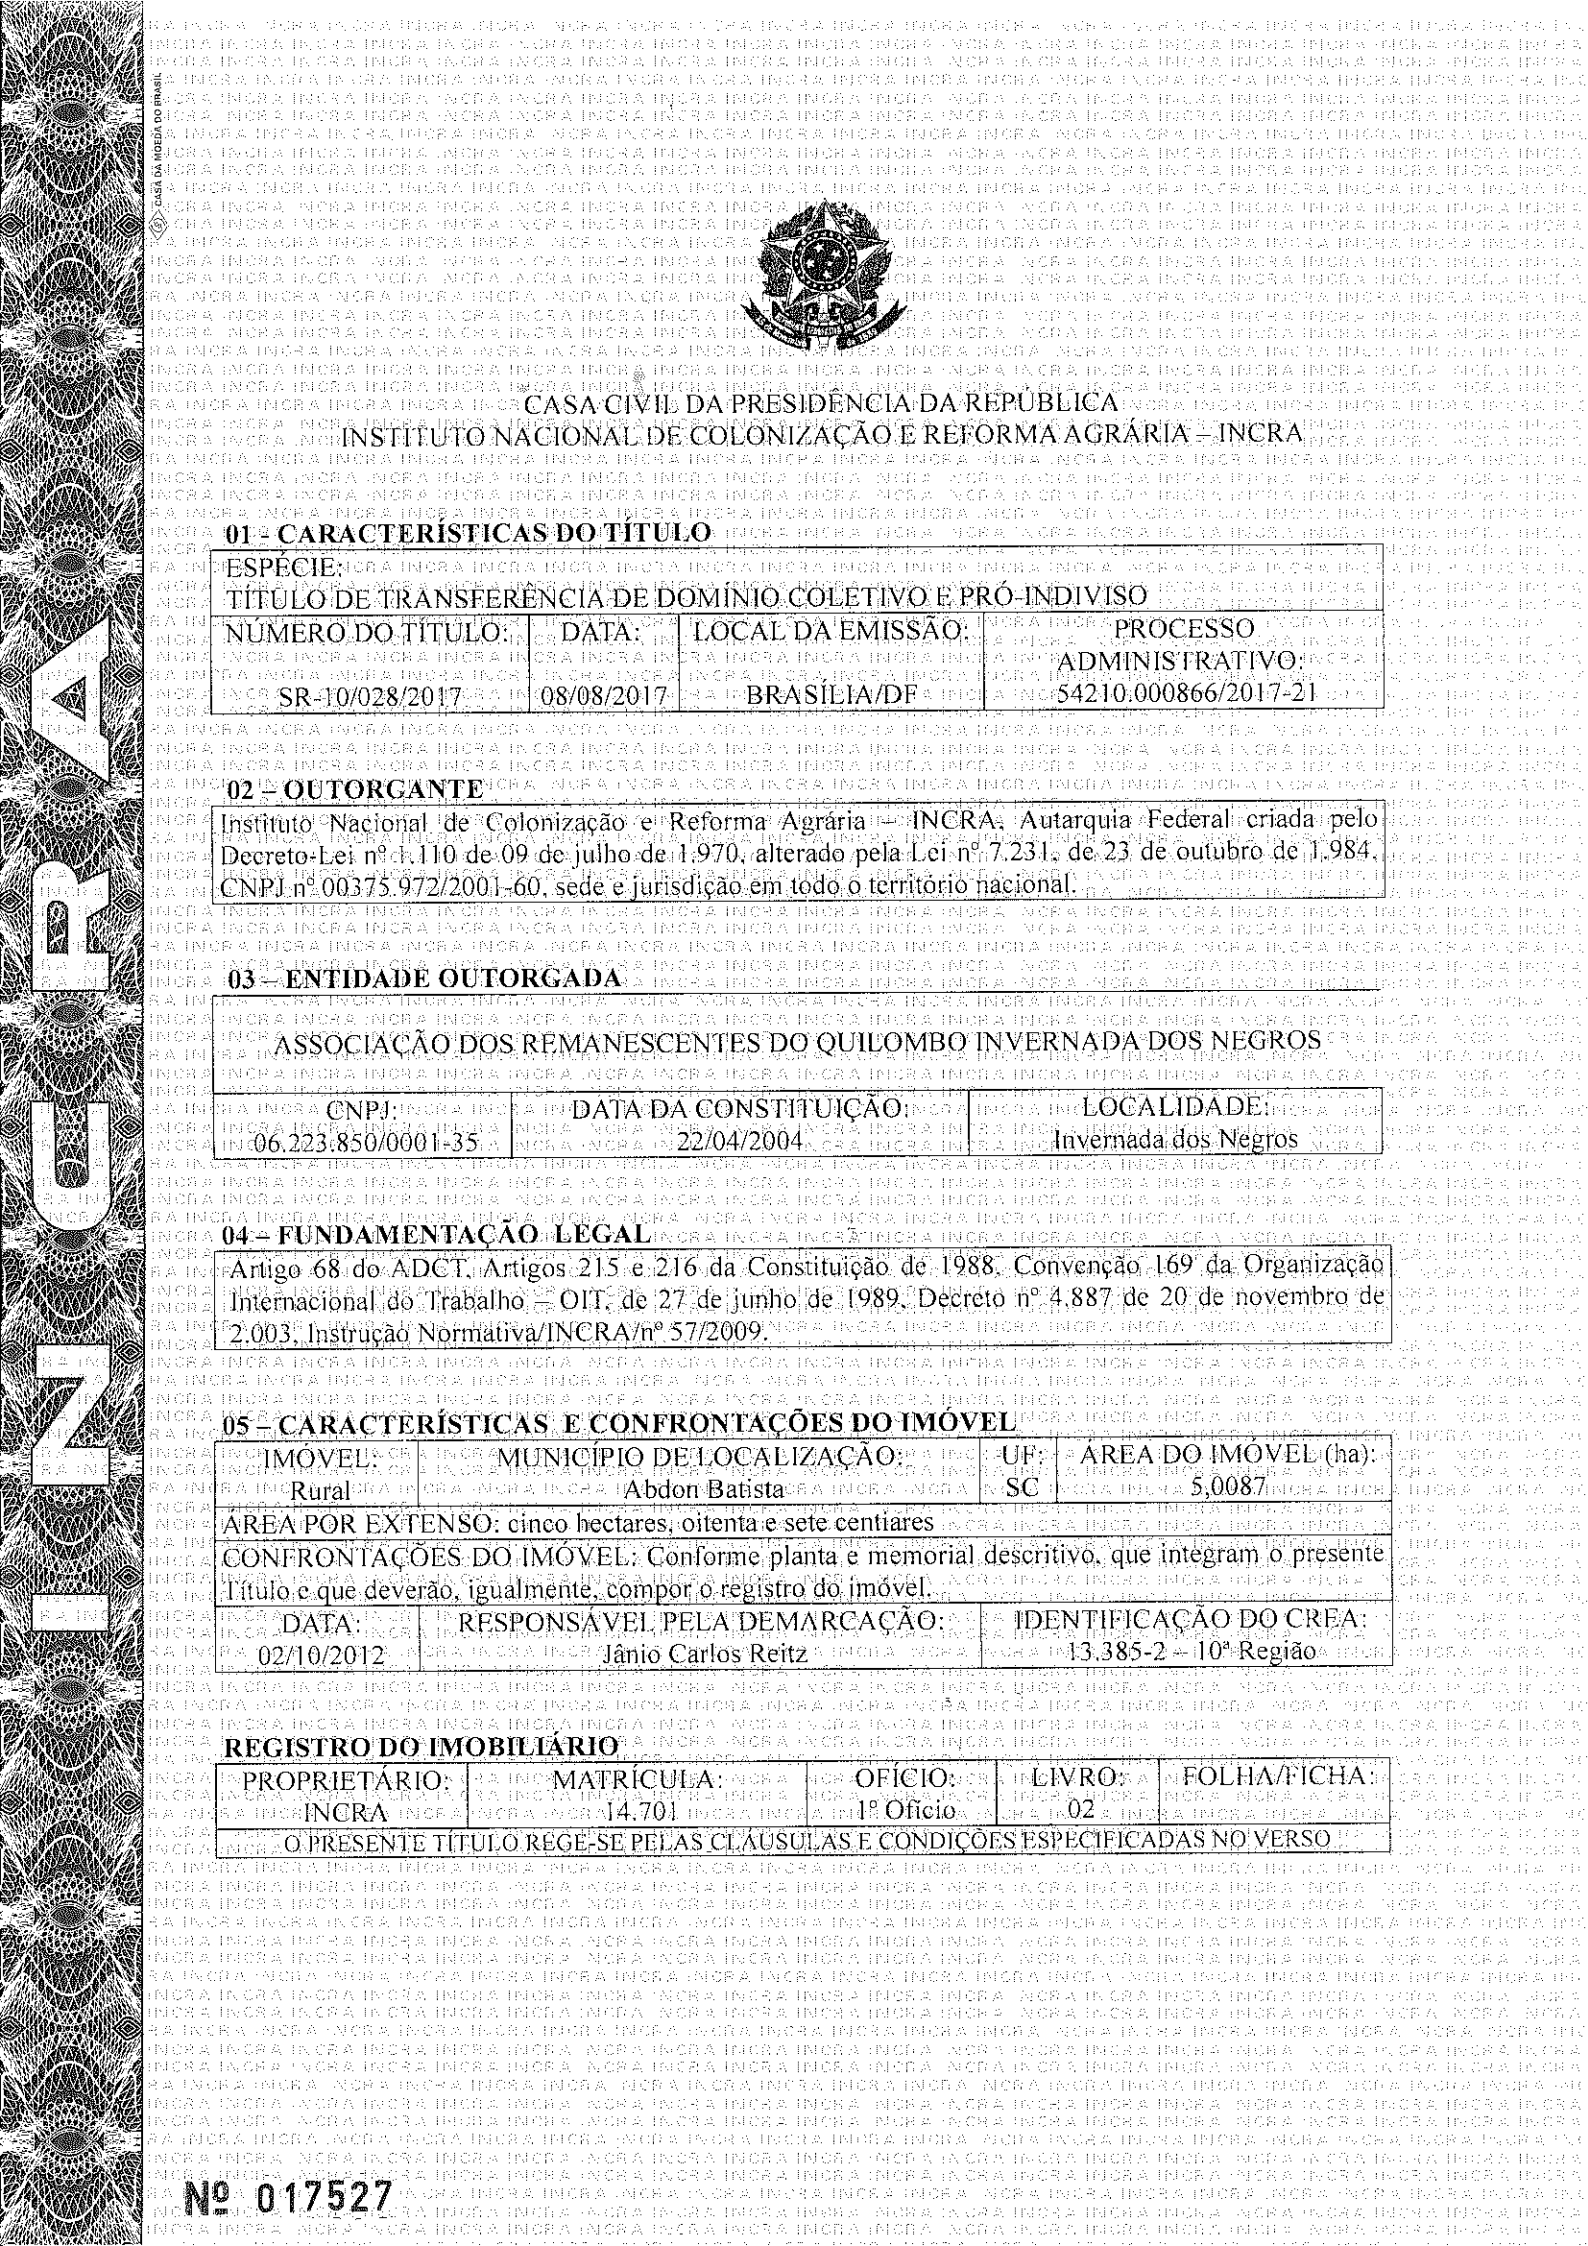 CASA DA MOEDA DO BRASIL
CASA CIVIL DA PRESIDÊNCIA DA REPÚBLICA
INSTITUTO NACIONAL DE COLONIZAÇÃO E REFORMA AGRÁRIA – INCRA
01 - CARACTERÍSTICAS DO TÍTULO
ESPÉCIE:
TÍTULO DE TRANSFERÊNCIA DE DOMÍNIO COLETIVO E PRÓ-INDIVISO
NÚMERO DO TÍTULO: DATA: LOCAL DA EMISSÃO: PROCESSO
ADMINISTRATIVO:
SR-10/028/2017 08/08/2017 BRASÍLIA/DF 54210.000866/2017-21
02 – OUTORGANTE
Instituto Nacional de Colonização e Reforma Agrária – INCRA, Autarquia Federal criada pelo
Decreto-Lei nº 1.110 de 09 de julho de 1.970, alterado pela Lei nº 7.231, de 23 de outubro de 1.984,
CNPJ nº 00375.972/2001-60, sede e jurisdição em todo o território nacional.
03 – ENTIDADE OUTORGADA
ASSOCIAÇÃO DOS REMANESCENTES DO QUILOMBO INVERNADA DOS NEGROS
CNPJ: DATA DA CONSTITUIÇÃO: LOCALIDADE:
06.223.850/0001-35 22/04/2004 Invernada dos Negros
04 – FUNDAMENTAÇÃO LEGAL
Artigo 68 do ADCT, Artigos 215 e 216 da Constituição de 1988, Convenção 169 da Organização
Internacional do Trabalho – OIT, de 27 de junho de 1989, Decreto nº 4.887 de 20 de novembro de
2.003, Instrução Normativa/INCRA/nº 57/2009.
05 – CARACTERÍSTICAS E CONFRONTAÇÕES DO IMÓVEL
IMÓVEL: MUNICÍPIO DE LOCALIZAÇÃO: UF: ÁREA DO IMÓVEL (ha):
Rural Abdon Batista SC 5,0087
ÁREA POR EXTENSO: cinco hectares, oitenta e sete centiares
CONFRONTAÇÕES DO IMÓVEL: Conforme planta e memorial descritivo, que integram o presente
Título e que deverão, igualmente, compor o registro do imóvel.
DATA: RESPONSÁVEL PELA DEMARCAÇÃO: IDENTIFICAÇÃO DO CREA:
02/10/2012 Jânio Carlos Reitz 13.385-2 – 10ª Região
REGISTRO DO IMOBILIÁRIO
PROPRIETÁRIO: MATRÍCULA: OFÍCIO: LIVRO: FOLHA/FICHA:
INCRA 14.701 1º Ofício 02
O PRESENTE TÍTULO REGE-SE PELAS CLÁUSULAS E CONDIÇÕES ESPECIFICADAS NO VERSO
INCRA
Nº 017527